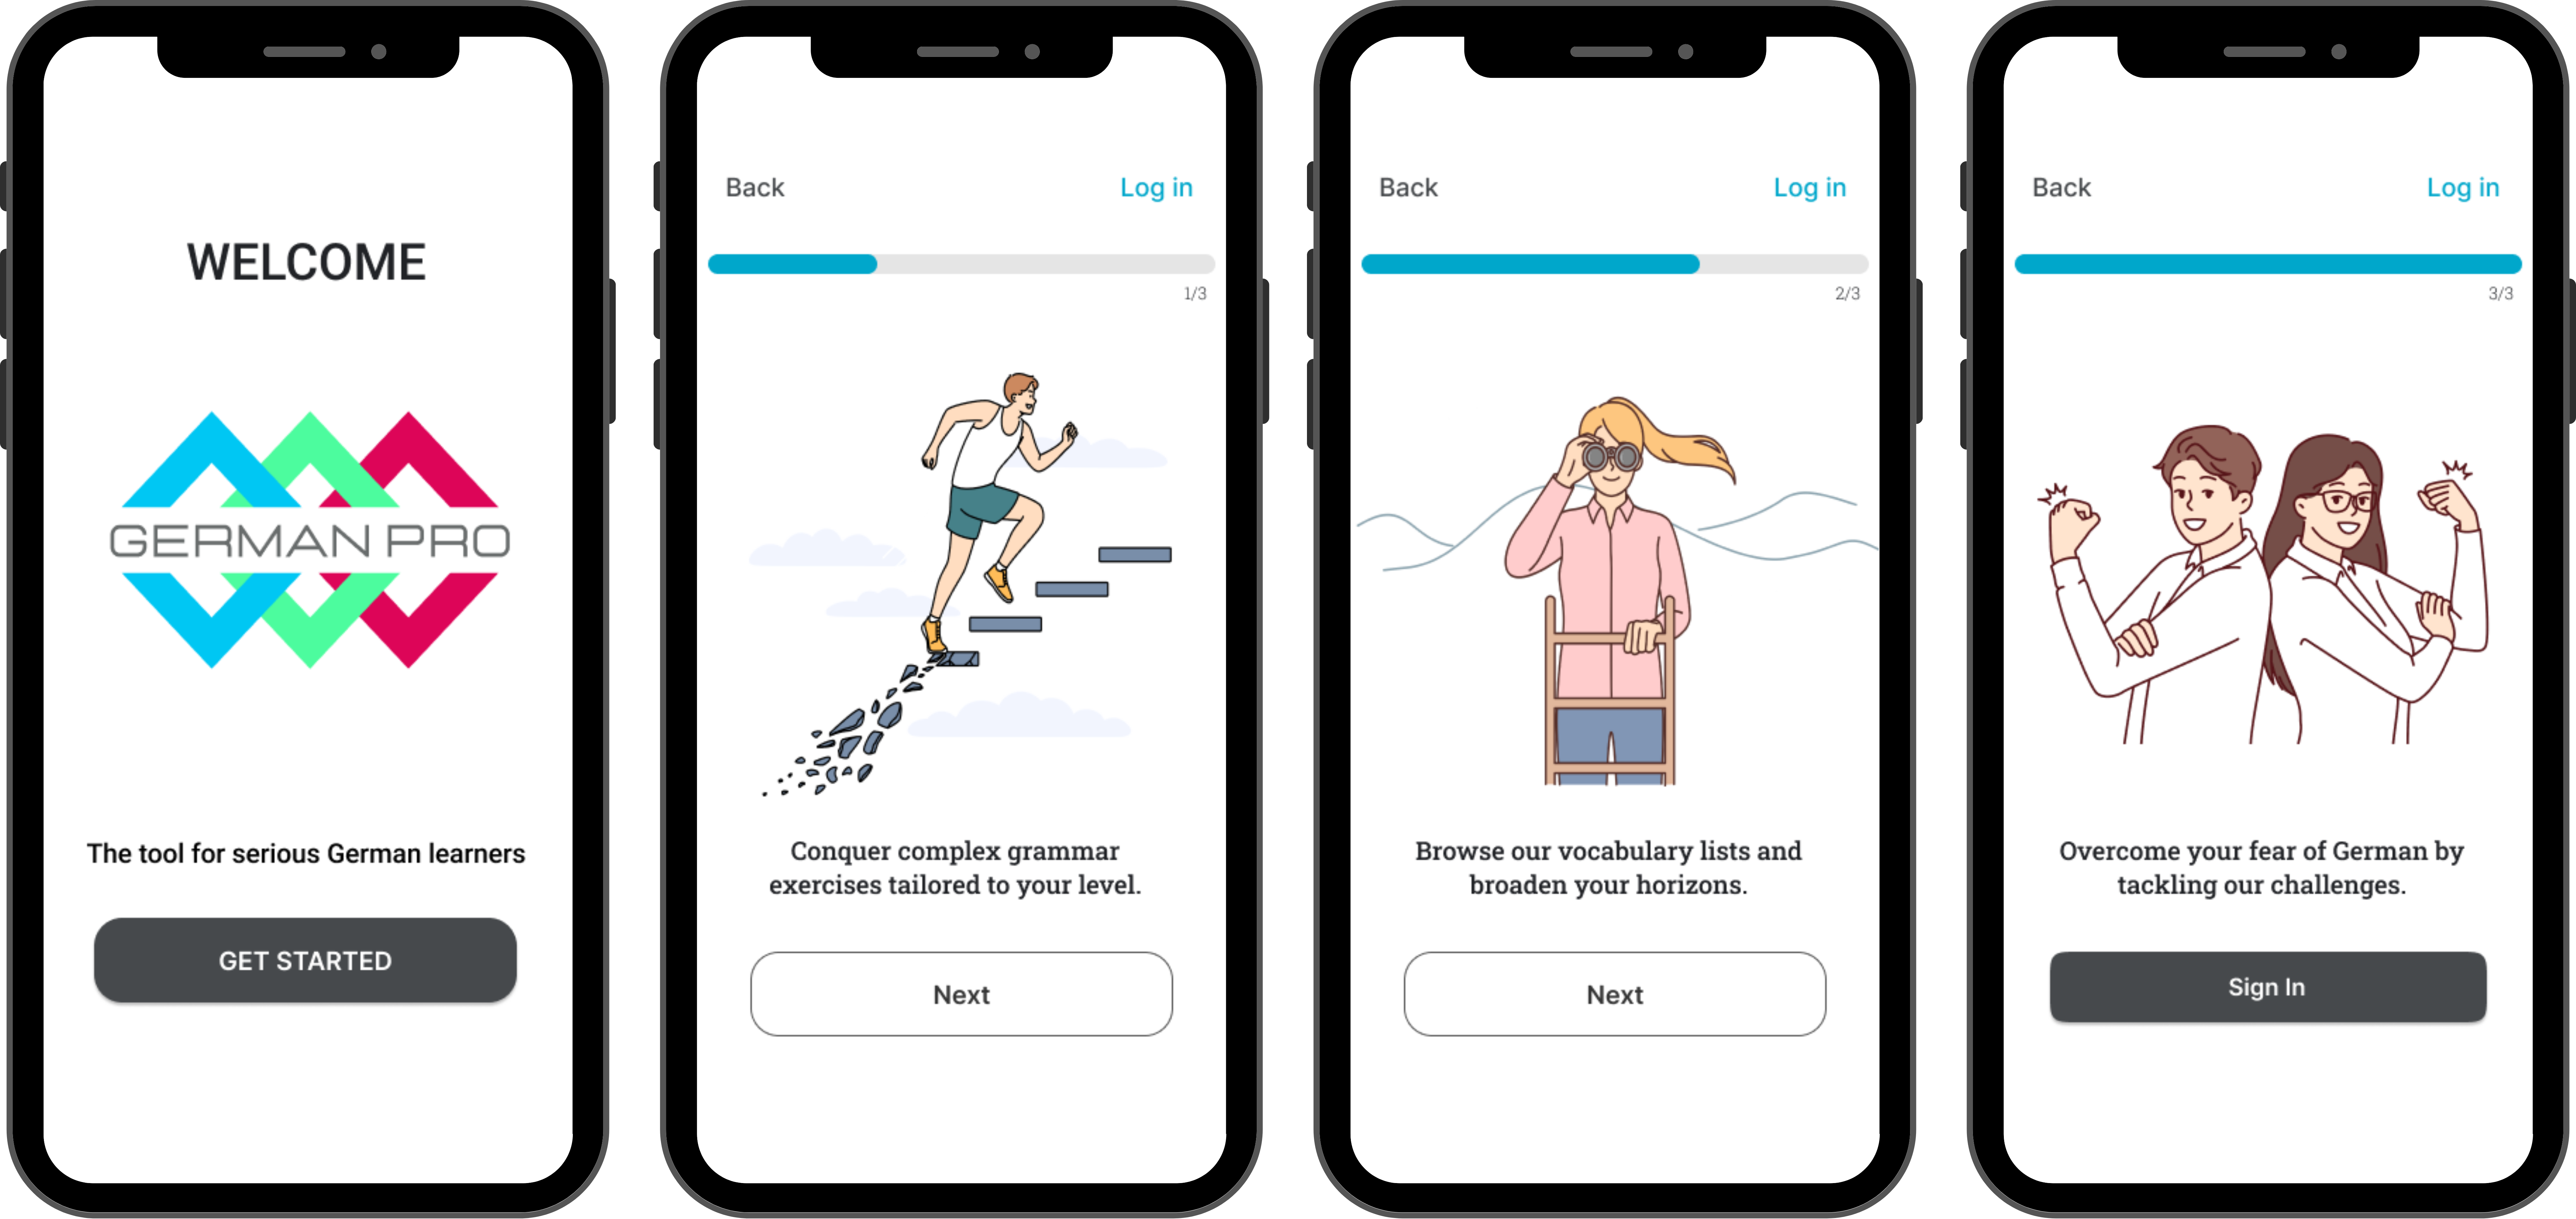 WELCOME
GERMAN PRO
The tool for serious German learners
GET STARTED
Back
Log in
1/3
Conquer complex grammar
exercises tailored to your level.
Next
Back
Log in
2/3
Browse our vocabulary lists and
broaden your horizons.
Next
Back
Log in
3/3
Overcome your fear of German by
tackling our challenges.
Sign In